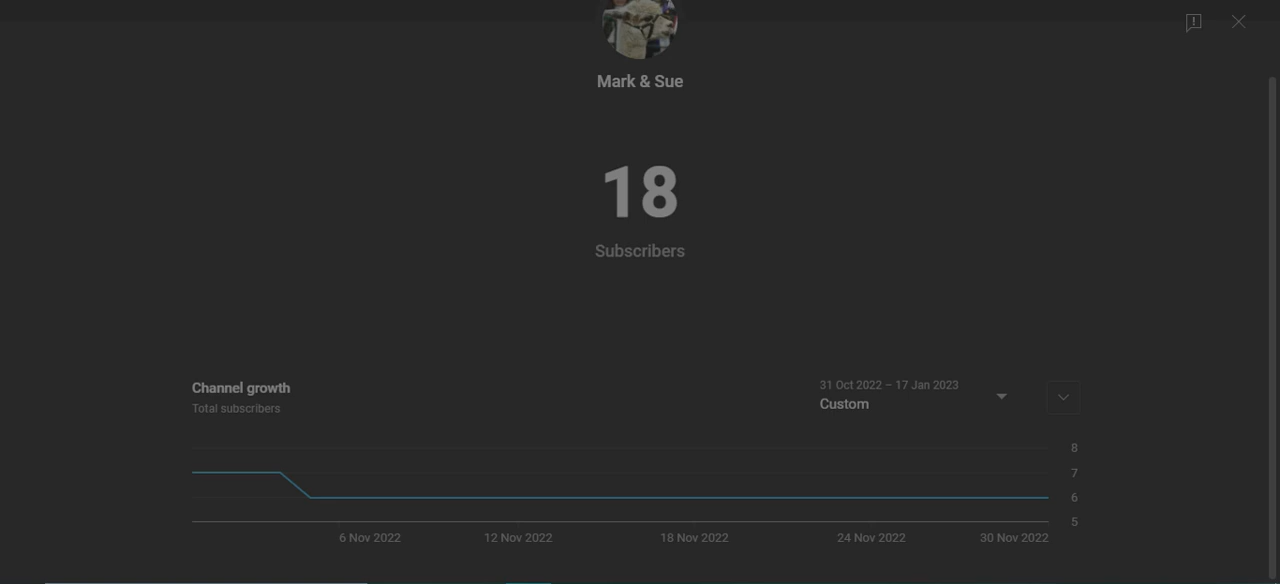 Mark & Sue
18
Subscribers
Channel growth
Total subscribers
31 Oct 2022 – 17 Jan 2023
Custom
8
7
6
5
6 Nov 2022
12 Nov 2022
18 Nov 2022
24 Nov 2022
30 Nov 2022